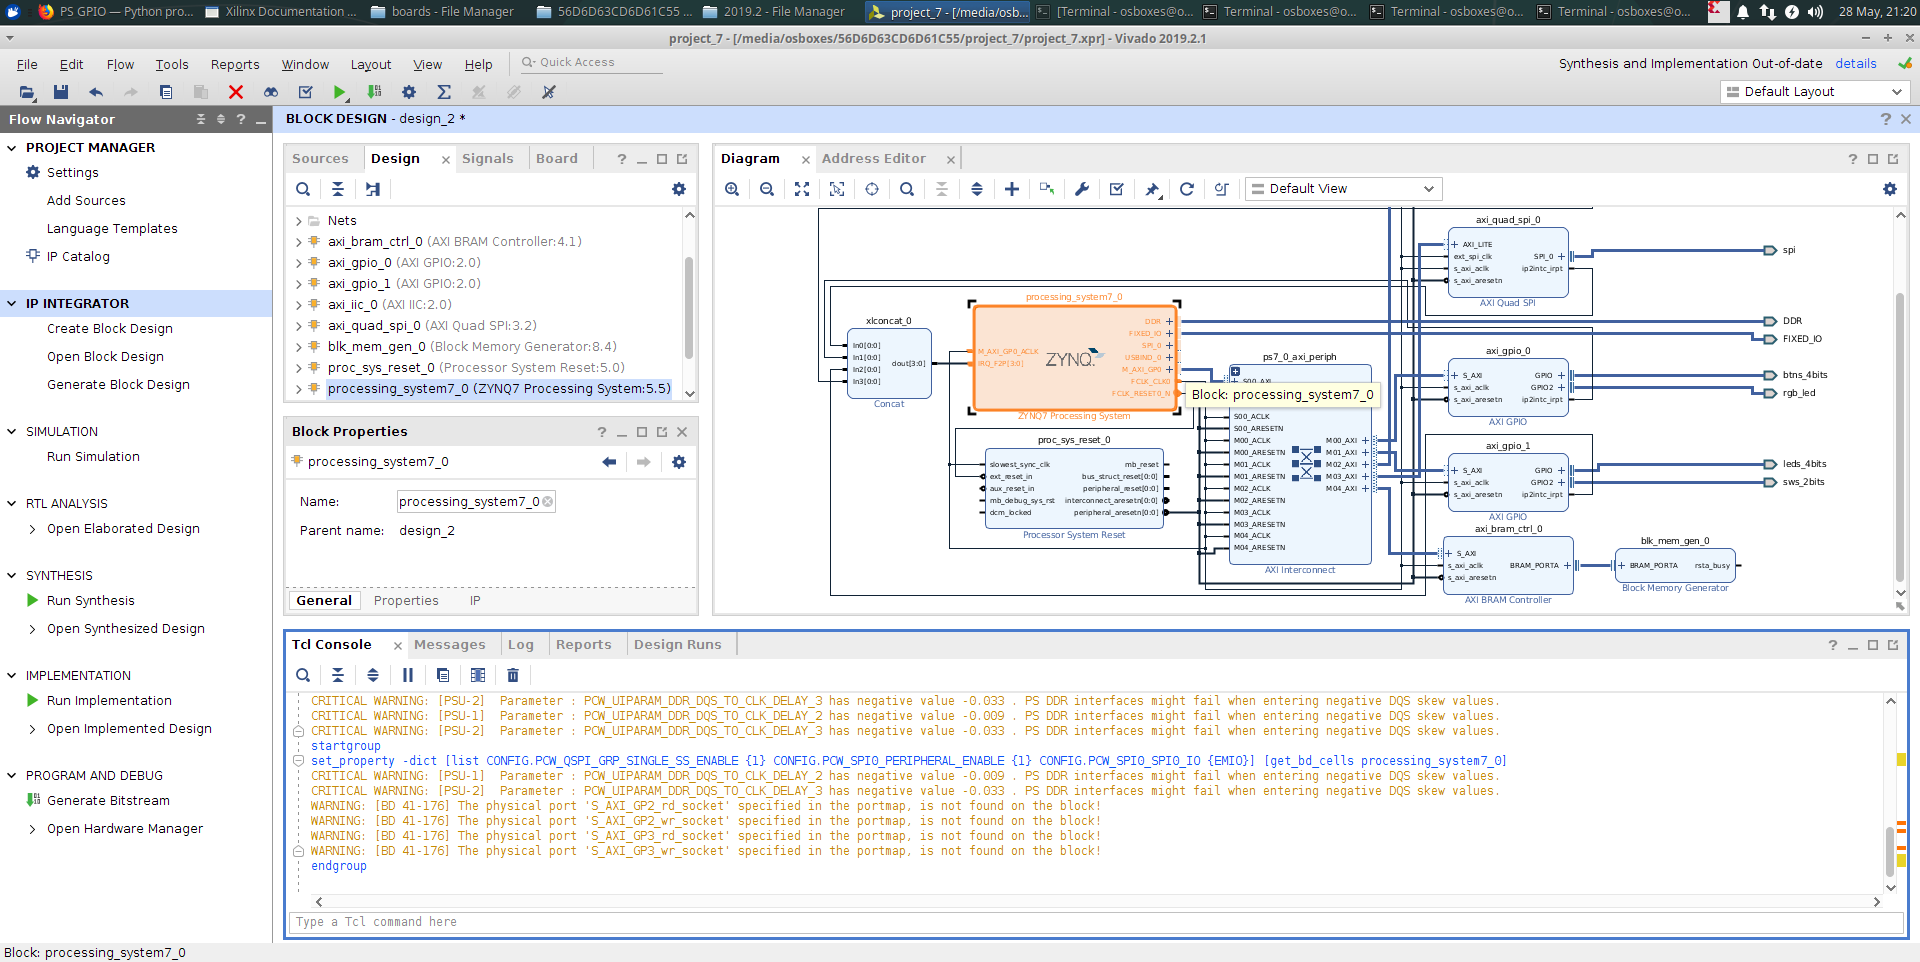 PS GPIO — Python pro...
Xilinx Documentation ...
boards - File Manager
56D6D63CD6D61C55 ...
2019.2 - File Manager
project_7 - [/media/osb...
[Terminal - osboxes@o...
Terminal - osboxes@o...
Terminal - osboxes@o...
Terminal - osboxes@o...
28 May, 21:20
project_7 - [/media/osboxes/56D6D63CD6D61C55/project_7/project_7.xpr] - Vivado 2019.2.1
File Edit Flow Tools Reports Window Layout View Help
Quick Access
Synthesis and Implementation Out-of-date details
Default Layout
Flow Navigator
PROJECT MANAGER
Settings
Add Sources
Language Templates
IP Catalog
IP INTEGRATOR
Create Block Design
Open Block Design
Generate Block Design
SIMULATION
Run Simulation
RTL ANALYSIS
Open Elaborated Design
SYNTHESIS
Run Synthesis
Open Synthesized Design
IMPLEMENTATION
Run Implementation
Open Implemented Design
PROGRAM AND DEBUG
Generate Bitstream
Open Hardware Manager
BLOCK DESIGN - design_2 *
Sources Design Signals Board
Nets
axi_bram_ctrl_0 (AXI BRAM Controller:4.1)
axi_gpio_0 (AXI GPIO:2.0)
axi_gpio_1 (AXI GPIO:2.0)
axi_iic_0 (AXI IIC:2.0)
axi_quad_spi_0 (AXI Quad SPI:3.2)
blk_mem_gen_0 (Block Memory Generator:8.4)
proc_sys_reset_0 (Processor System Reset:5.0)
processing_system7_0 (ZYNQ7 Processing System:5.5)
Block Properties
processing_system7_0
Name: processing_system7_0
Parent name: design_2
General Properties IP
Diagram Address Editor
Default View
xlconcat_0
In0[0:0]
In1[0:0]
In2[0:0]
In3[0:0]
dout[3:0]
Concat
processing_system7_0
M_AXI_GP0_ACLK
IRQ_F2P[3:0]
ZYNQ
DDR
FIXED_IO
SPI_0
USBIND_0
M_AXI_GP0
FCLK_CLK0
FCLK_RESET0_N
ZYNQ7 Processing System
Block: processing_system7_0
proc_sys_reset_0
slowest_sync_clk
ext_reset_in
aux_reset_in
mb_debug_sys_rst
dcm_locked
mb_reset
bus_struct_reset[0:0]
peripheral_reset[0:0]
interconnect_aresetn[0:0]
peripheral_aresetn[0:0]
Processor System Reset
ps7_0_axi_periph
S00_AXI
S00_ACLK
S00_ARESETN
M00_ACLK
M00_ARESETN
M01_ACLK
M01_ARESETN
M02_ACLK
M02_ARESETN
M03_ACLK
M03_ARESETN
M04_ACLK
M04_ARESETN
M00_AXI
M01_AXI
M02_AXI
M03_AXI
M04_AXI
AXI Interconnect
axi_quad_spi_0
AXI_LITE
ext_spi_clk
s_axi_aclk
s_axi_aresetn
SPI_0
ip2intc_irpt
AXI Quad SPI
axi_gpio_0
S_AXI
s_axi_aclk
s_axi_aresetn
GPIO
GPIO2
ip2intc_irpt
AXI GPIO
axi_gpio_1
S_AXI
s_axi_aclk
s_axi_aresetn
GPIO
GPIO2
ip2intc_irpt
AXI GPIO
axi_bram_ctrl_0
S_AXI
s_axi_aclk
s_axi_aresetn
BRAM_PORTA
AXI BRAM Controller
blk_mem_gen_0
BRAM_PORTA
rsta_busy
Block Memory Generator
spi
DDR
FIXED_IO
btns_4bits
rgb_led
leds_4bits
sws_2bits
Tcl Console Messages Log Reports Design Runs
CRITICAL WARNING: [PSU-2] Parameter : PCW_UIPARAM_DDR_DQS_TO_CLK_DELAY_3 has negative value -0.033 . PS DDR interfaces might fail when entering negative DQS skew values.
CRITICAL WARNING: [PSU-1] Parameter : PCW_UIPARAM_DDR_DQS_TO_CLK_DELAY_2 has negative value -0.009 . PS DDR interfaces might fail when entering negative DQS skew values.
CRITICAL WARNING: [PSU-2] Parameter : PCW_UIPARAM_DDR_DQS_TO_CLK_DELAY_3 has negative value -0.033 . PS DDR interfaces might fail when entering negative DQS skew values.
startgroup
set_property -dict [list CONFIG.PCW_QSPI_GRP_SINGLE_SS_ENABLE {1} CONFIG.PCW_SPI0_PERIPHERAL_ENABLE {1} CONFIG.PCW_SPI0_SPI0_IO {EMIO}] [get_bd_cells processing_system7_0]
CRITICAL WARNING: [PSU-1] Parameter : PCW_UIPARAM_DDR_DQS_TO_CLK_DELAY_2 has negative value -0.009 . PS DDR interfaces might fail when entering negative DQS skew values.
CRITICAL WARNING: [PSU-2] Parameter : PCW_UIPARAM_DDR_DQS_TO_CLK_DELAY_3 has negative value -0.033 . PS DDR interfaces might fail when entering negative DQS skew values.
WARNING: [BD 41-176] The physical port 'S_AXI_GP2_rd_socket' specified in the portmap, is not found on the block!
WARNING: [BD 41-176] The physical port 'S_AXI_GP2_wr_socket' specified in the portmap, is not found on the block!
WARNING: [BD 41-176] The physical port 'S_AXI_GP3_rd_socket' specified in the portmap, is not found on the block!
WARNING: [BD 41-176] The physical port 'S_AXI_GP3_wr_socket' specified in the portmap, is not found on the block!
endgroup
Type a Tcl command here
Block: processing_system7_0